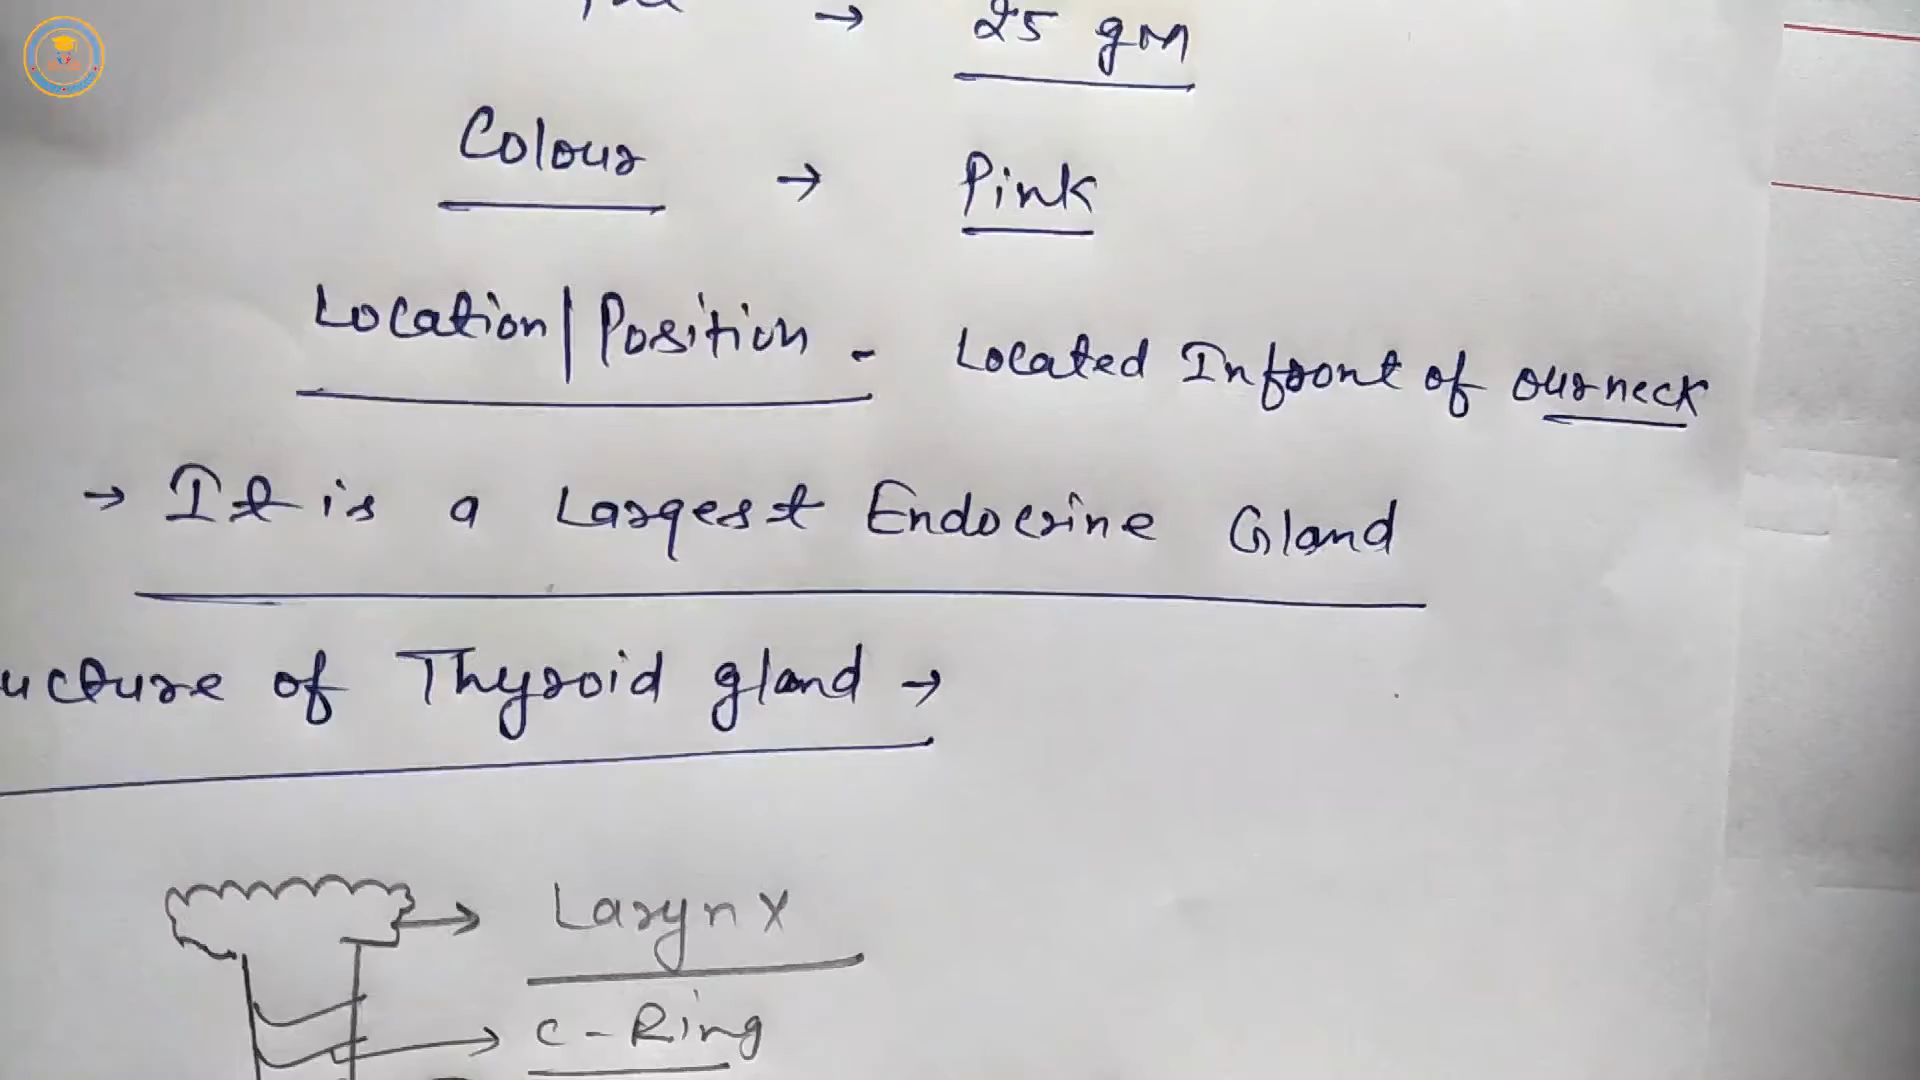 → 25 gm
Colour → Pink
Location | Position - Located Infront of our neck
→ It is a Largest Endocrine Gland
ucture of Thyroid gland →
Larynx
C-Ring